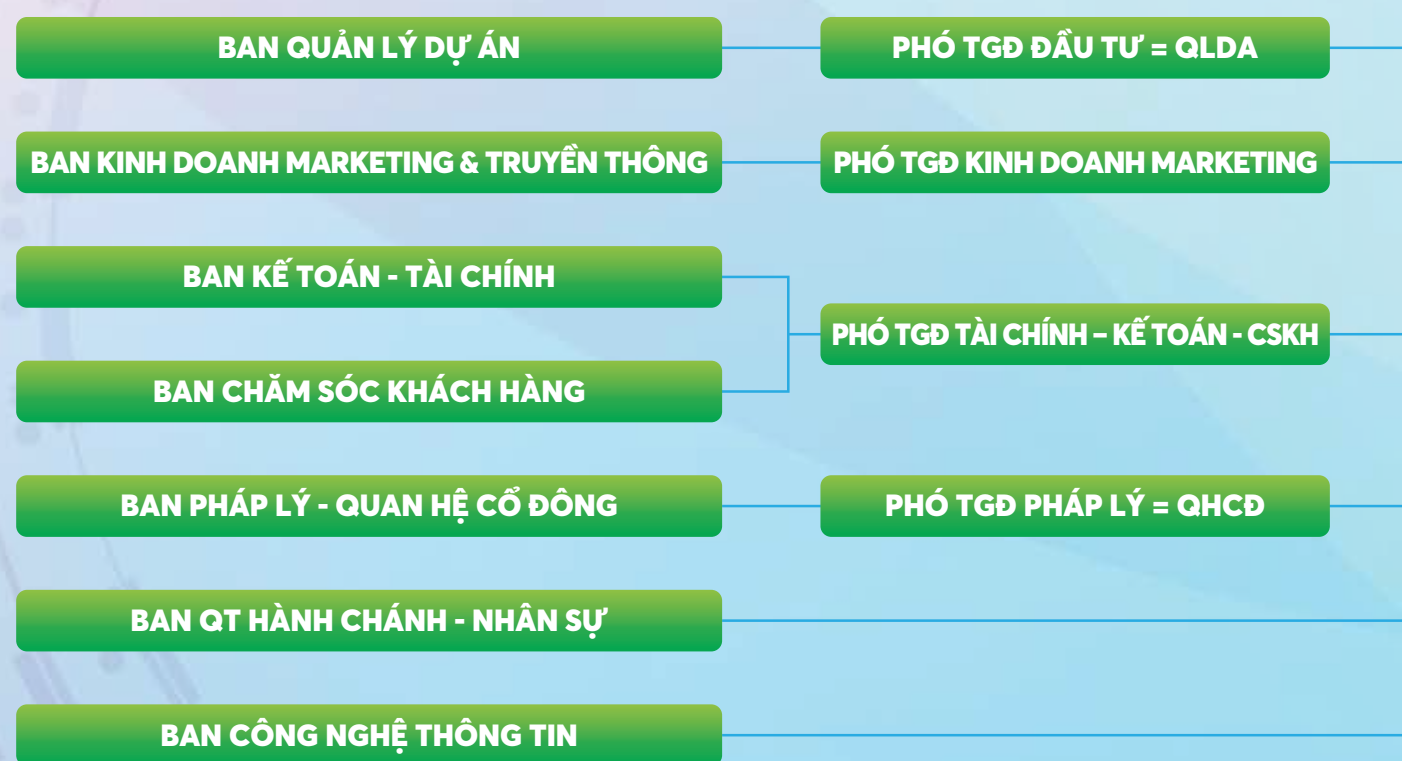 BAN QUẢN LÝ DỰ ÁN
PHÓ TGĐ ĐẦU TƯ = QLDA
BAN KINH DOANH MARKETING & TRUYỀN THÔNG
PHÓ TGĐ KINH DOANH MARKETING
BAN KẾ TOÁN - TÀI CHÍNH
PHÓ TGĐ TÀI CHÍNH – KẾ TOÁN - CSKH
BAN CHĂM SÓC KHÁCH HÀNG
BAN PHÁP LÝ - QUAN HỆ CỔ ĐÔNG
PHÓ TGĐ PHÁP LÝ = QHCĐ
BAN QT HÀNH CHÁNH - NHÂN SỰ
BAN CÔNG NGHỆ THÔNG TIN